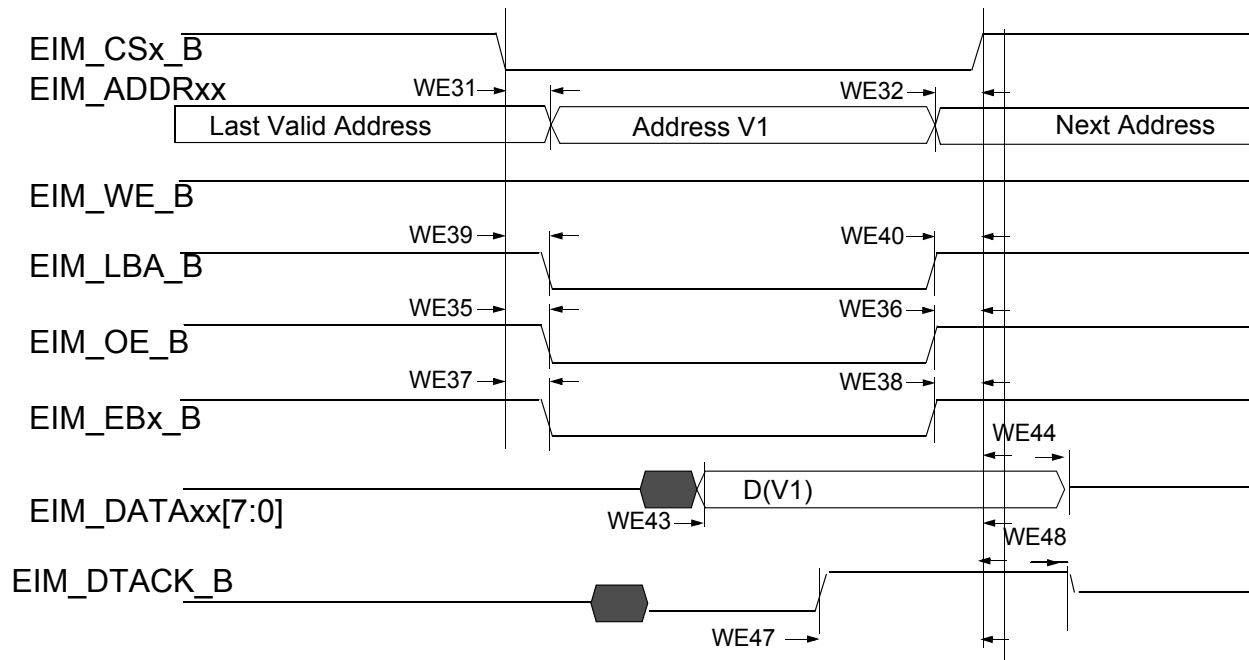 EIM_CSx_B
EIM_ADDRxx
WE31
WE32
Last Valid Address
Address V1
Next Address
EIM_WE_B
WE39
WE40
EIM_LBA_B
WE35
WE36
EIM_OE_B
WE37
WE38
EIM_EBx_B
WE44
D(V1)
EIM_DATAxx[7:0]
WE43
WE48
EIM_DTACK_B
WE47